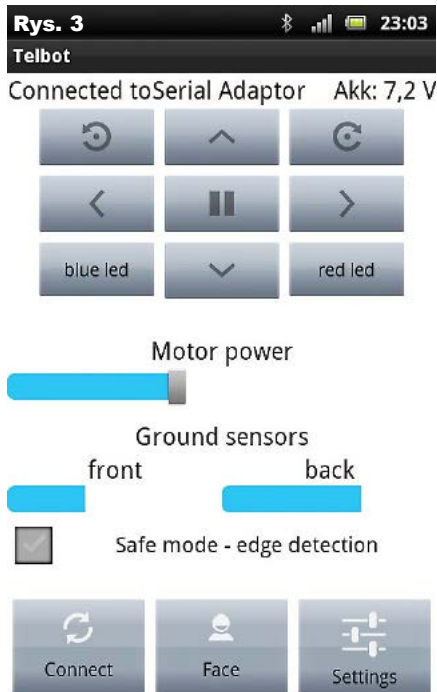 Rys. 3 23:03
Telbot
Connected toSerial Adaptor Akk: 7,2 V
blue led red led
Motor power
Ground sensors
front back
Safe mode - edge detection
Connect Face Settings